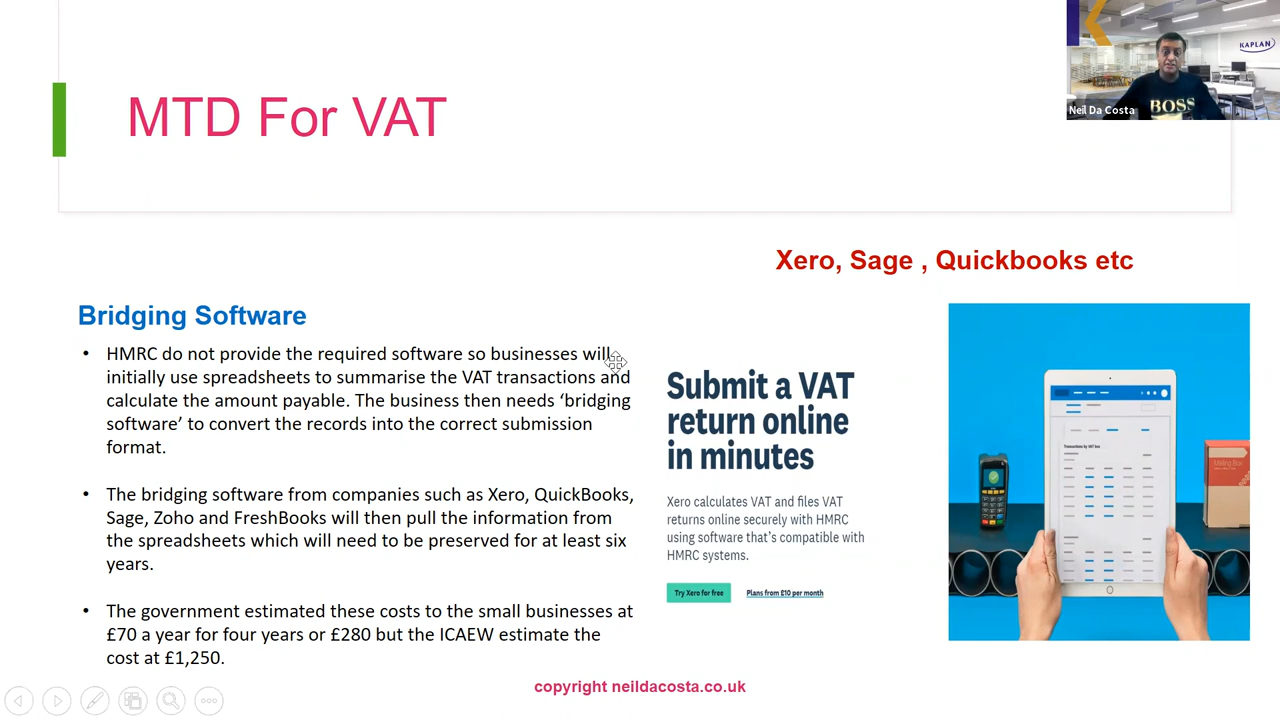 KAPLAN
BOSS
Neil Da Costa
MTD For VAT
Xero, Sage , Quickbooks etc
Bridging Software
• HMRC do not provide the required software so businesses will
initially use spreadsheets to summarise the VAT transactions and
calculate the amount payable. The business then needs ‘bridging
software’ to convert the records into the correct submission
format.
• The bridging software from companies such as Xero, QuickBooks,
Sage, Zoho and FreshBooks will then pull the information from
the spreadsheets which will need to be preserved for at least six
years.
• The government estimated these costs to the small businesses at
£70 a year for four years or £280 but the ICAEW estimate the
cost at £1,250.
Submit a VAT
return online
in minutes
Xero calculates VAT and files VAT
returns online securely with HMRC
using software that’s compatible with
HMRC systems.
Try Xero for free
Plans from £10 per month
Transactions by VAT box
Mailing Box
copyright neildacosta.co.uk